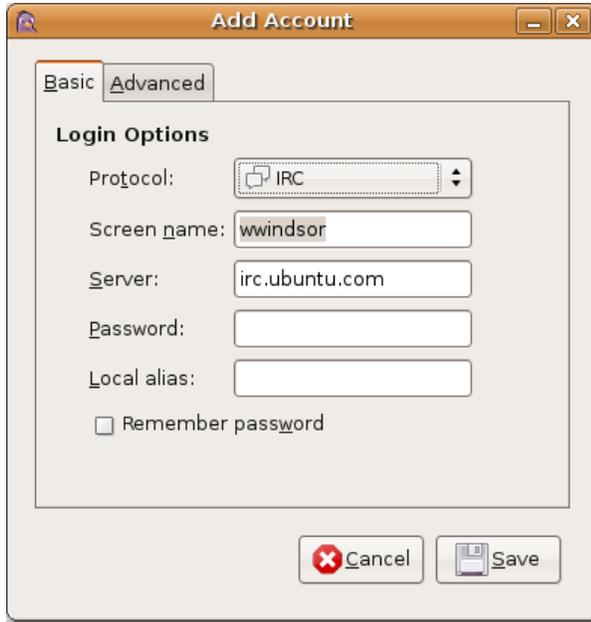 Add Account
Basic Advanced
Login Options
Protocol: IRC
Screen name: wwindsor
Server: irc.ubuntu.com
Password:
Local alias:
Remember password
Cancel Save